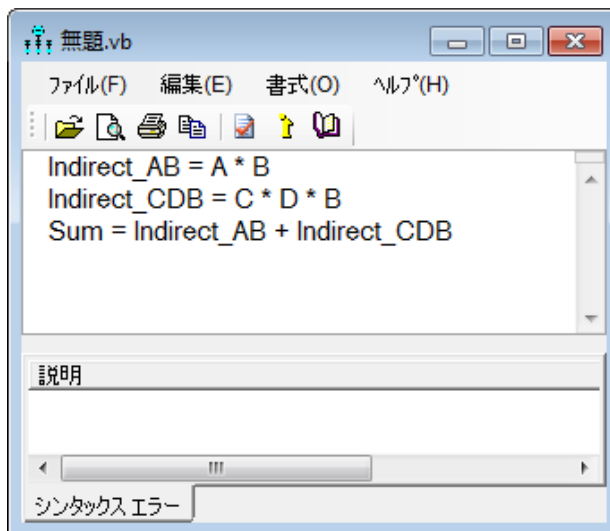 無題.vb
ファイル(F) 編集(E) 書式(O) ヘルプ(H)
Indirect_AB = A * B
Indirect_CDB = C * D * B
Sum = Indirect_AB + Indirect_CDB
説明
シンタックス エラー